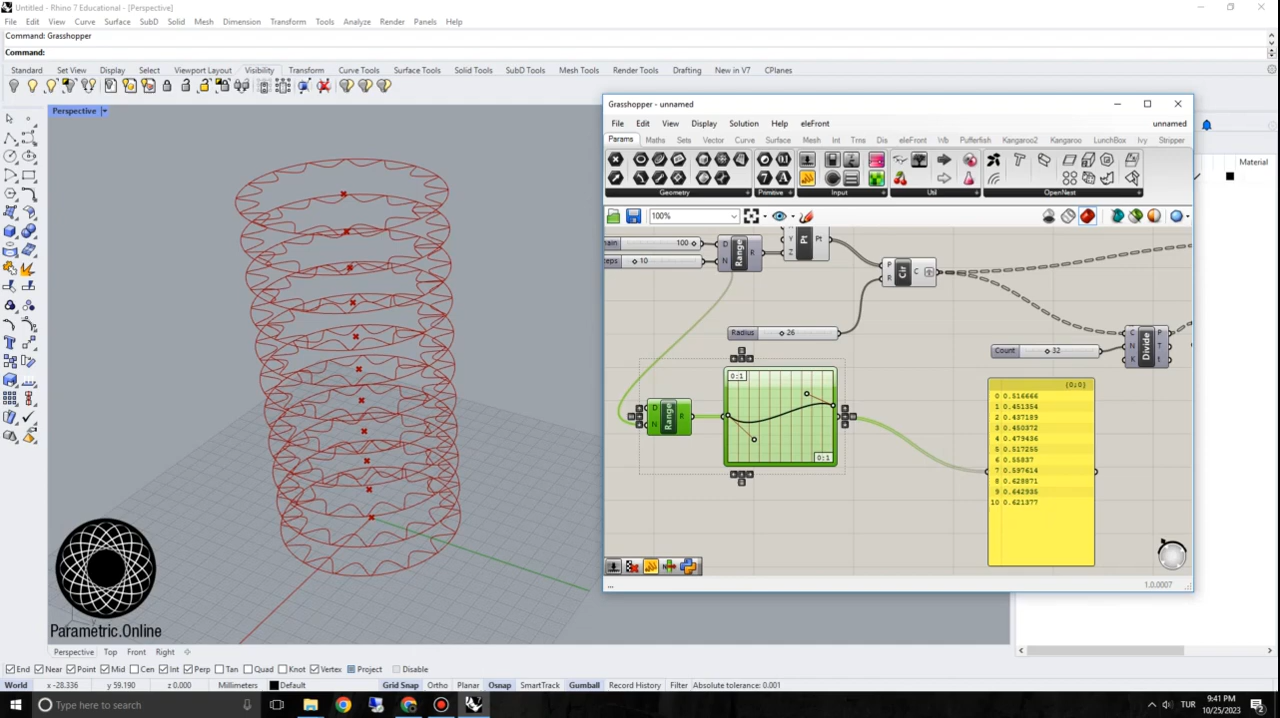 Untitled - Rhino 7 Educational - [Perspective]
File Edit View Curve Surface SubD Solid Mesh Dimension Transform Tools Analyze Render Panels Help
Command: Grasshopper
Command:
Standard Set View Display Select Viewport Layout Visibility Transform Curve Tools Surface Tools Solid Tools SubD Tools Mesh Tools Render Tools Drafting New in V7 CPlanes
Perspective
Grasshopper - unnamed
File Edit View Display Solution Help eleFront unnamed
Params Maths Sets Vector Curve Surface Mesh Int Trns Dis eleFront Wb Pufferfish Kangaroo2 Kangaroo LunchBox Ivy Stripper
Material
Geometry Primitive Input Util OpenNest
100%
100 D Range R
10 N
Y Z Pt Pt
P R Cir C
Radius 26
Count 32
C N K Divide P T t
0:1
D N Range R
0:1
{0;0}
0 0.516666
1 0.451354
2 0.437189
3 0.450372
4 0.479436
5 0.517255
6 0.55837
7 0.597614
8 0.628871
9 0.642935
10 0.621377
...
1.0.0007
Parametric.Online
Perspective Top Front Right
End Near Point Mid Cen Int Perp Tan Quad Knot Vertex Project Disable
World x -28.336 y 59.190 z 0.000 Millimeters Default Grid Snap Ortho Planar Osnap SmartTrack Gumball Record History Filter Absolute tolerance: 0.001
Type here to search
TUR
9:41 PM
10/25/2023
2